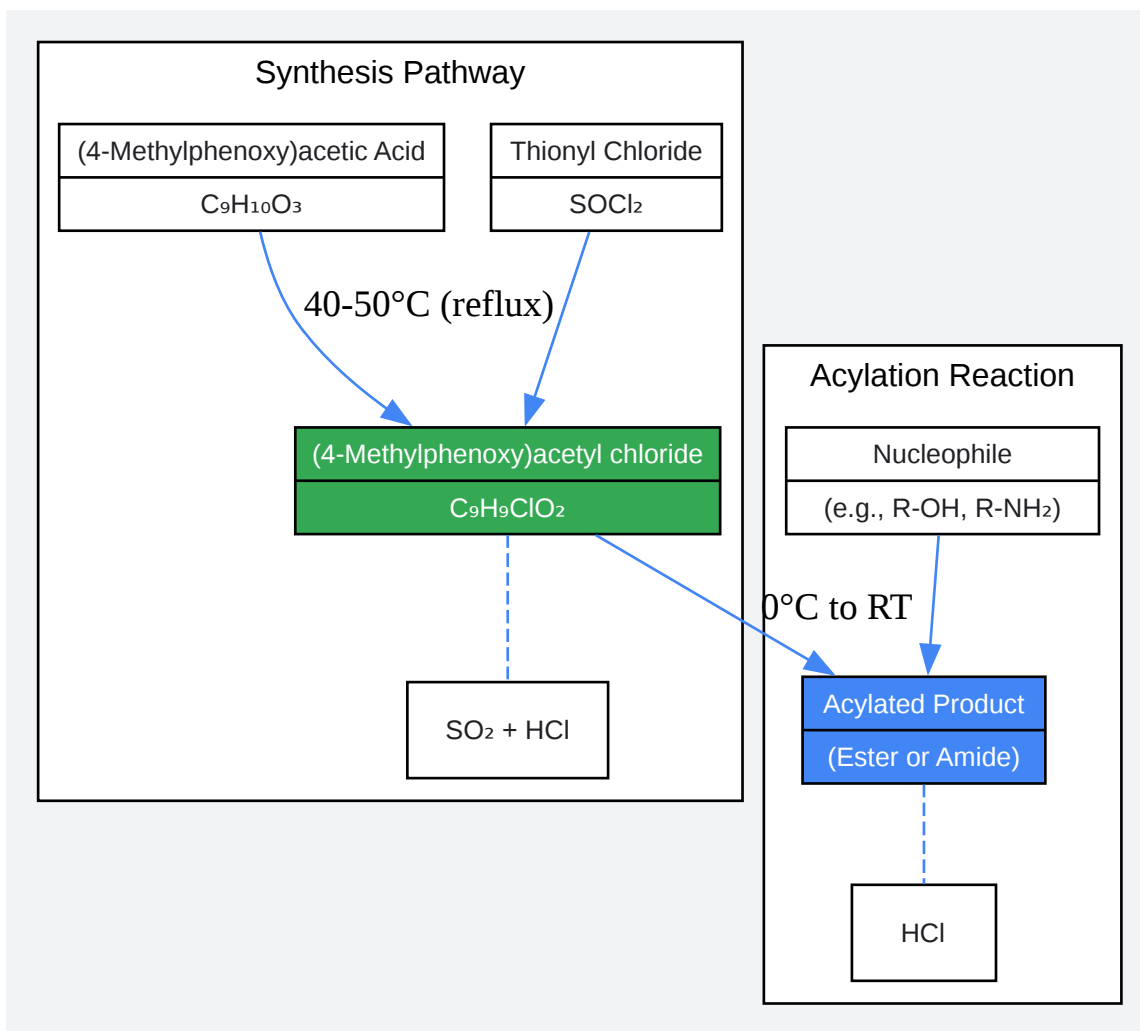 Synthesis Pathway
(4-Methylphenoxy)acetic Acid
C₉H₁₀O₃
Thionyl Chloride
SOCl₂
40-50°C (reflux)
(4-Methylphenoxy)acetyl chloride
C₉H₉ClO₂
SO₂ + HCl
Acylation Reaction
Nucleophile
(e.g., R-OH, R-NH₂)
0°C to RT
Acylated Product
(Ester or Amide)
HCl